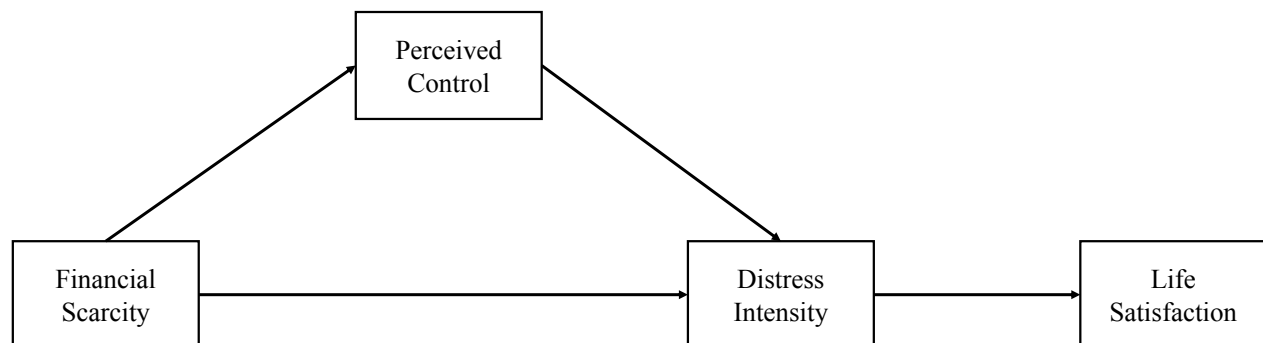 Perceived
Control
Financial
Scarcity
Distress
Intensity
Life
Satisfaction